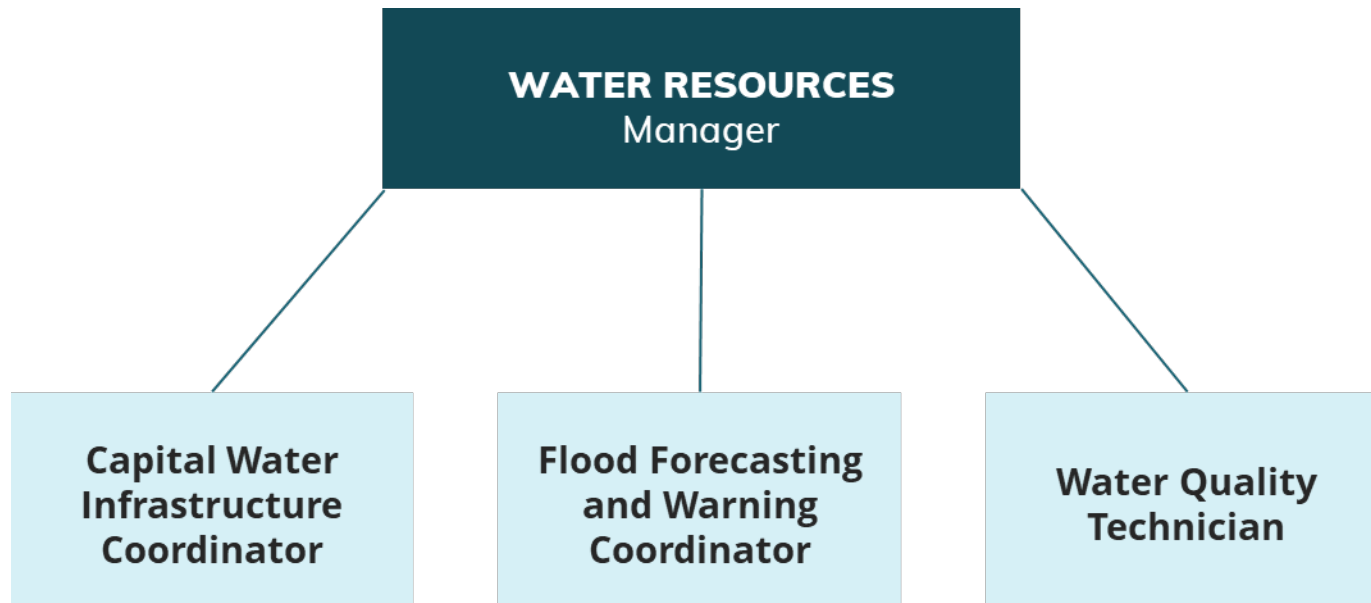 WATER RESOURCES
Manager
Capital Water
Infrastructure
Coordinator
Flood Forecasting
and Warning
Coordinator
Water Quality
Technician